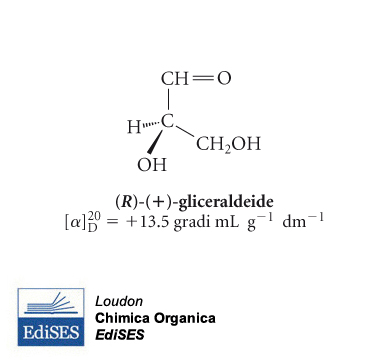 CH=O
H C
CH₂OH
OH
(R)-(+)-gliceraldeide
[α]²⁰D = +13.5 gradi mL g⁻¹ dm⁻¹
Loudon
Chimica Organica
EdiSES
EdiSES